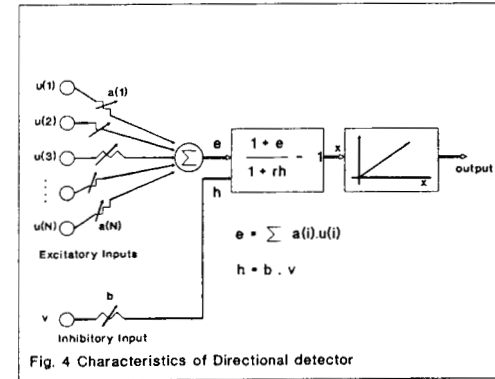 u(1)
a(1)
u(2)
u(3)
u(N)
a(N)
Excitatory Inputs
Σ
e
h
1 + e
1 + rh
- 1
x
x
output
e = Σ a(i).u(i)
h = b . v
b
v
Inhibitory Input
Fig. 4 Characteristics of Directional detector